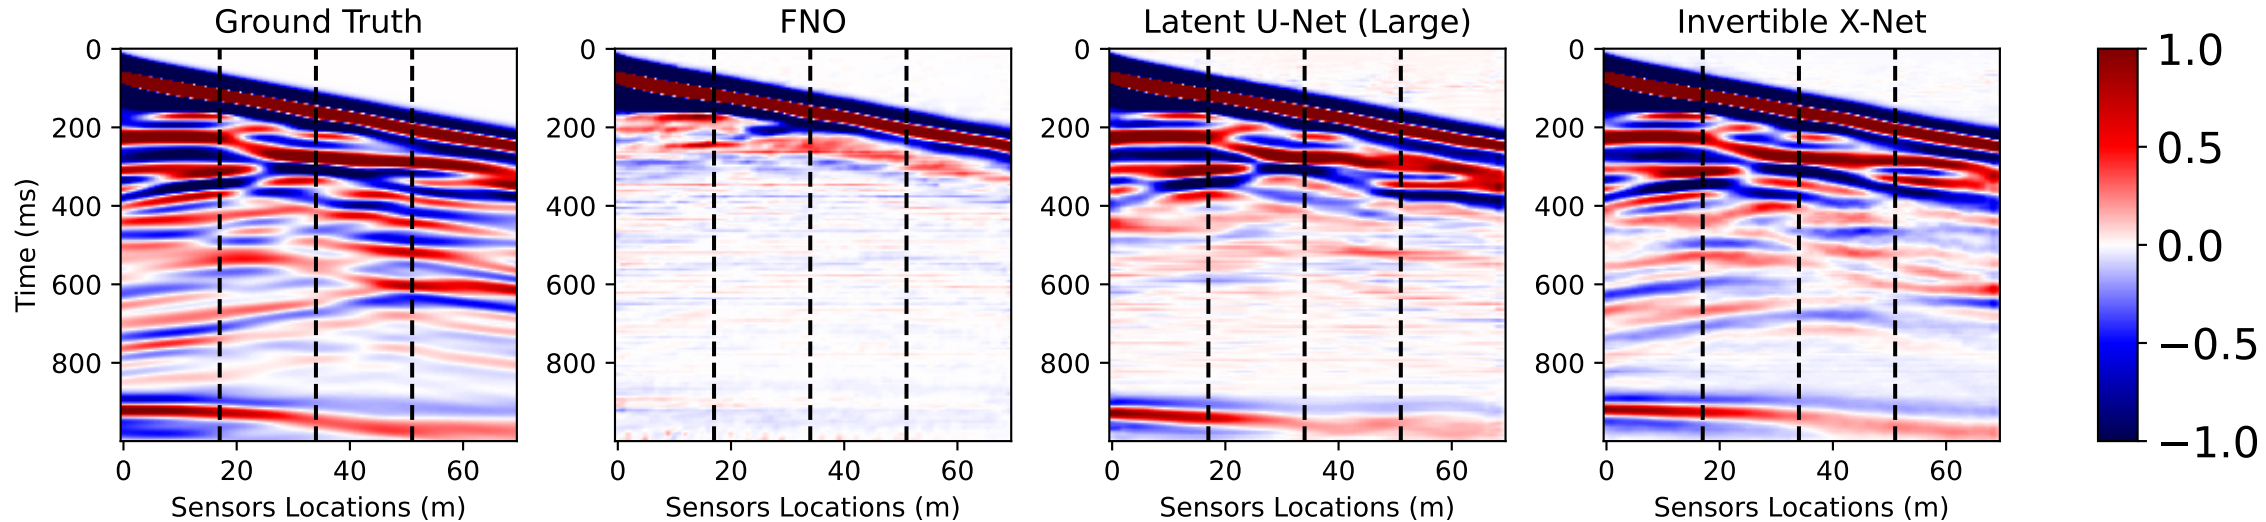 Ground Truth
FNO
Latent U-Net (Large)
Invertible X-Net
Time (ms)
0
200
400
600
800
0 20 40 60
Sensors Locations (m)
0
200
400
600
800
0 20 40 60
Sensors Locations (m)
0
200
400
600
800
0 20 40 60
Sensors Locations (m)
0
200
400
600
800
0 20 40 60
Sensors Locations (m)
1.0
0.5
0.0
−0.5
−1.0